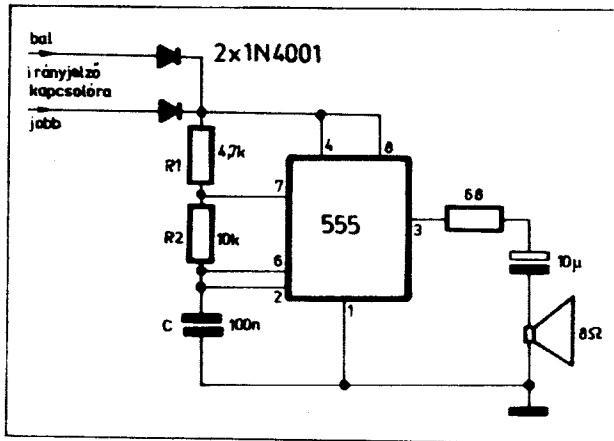 bal
2x1N4001
irányjelző
kapcsolóra
jobb
4,7k
R1
4
8
7
68
555
3
R2
10k
6
10µ
2
1
C
100n
8Ω